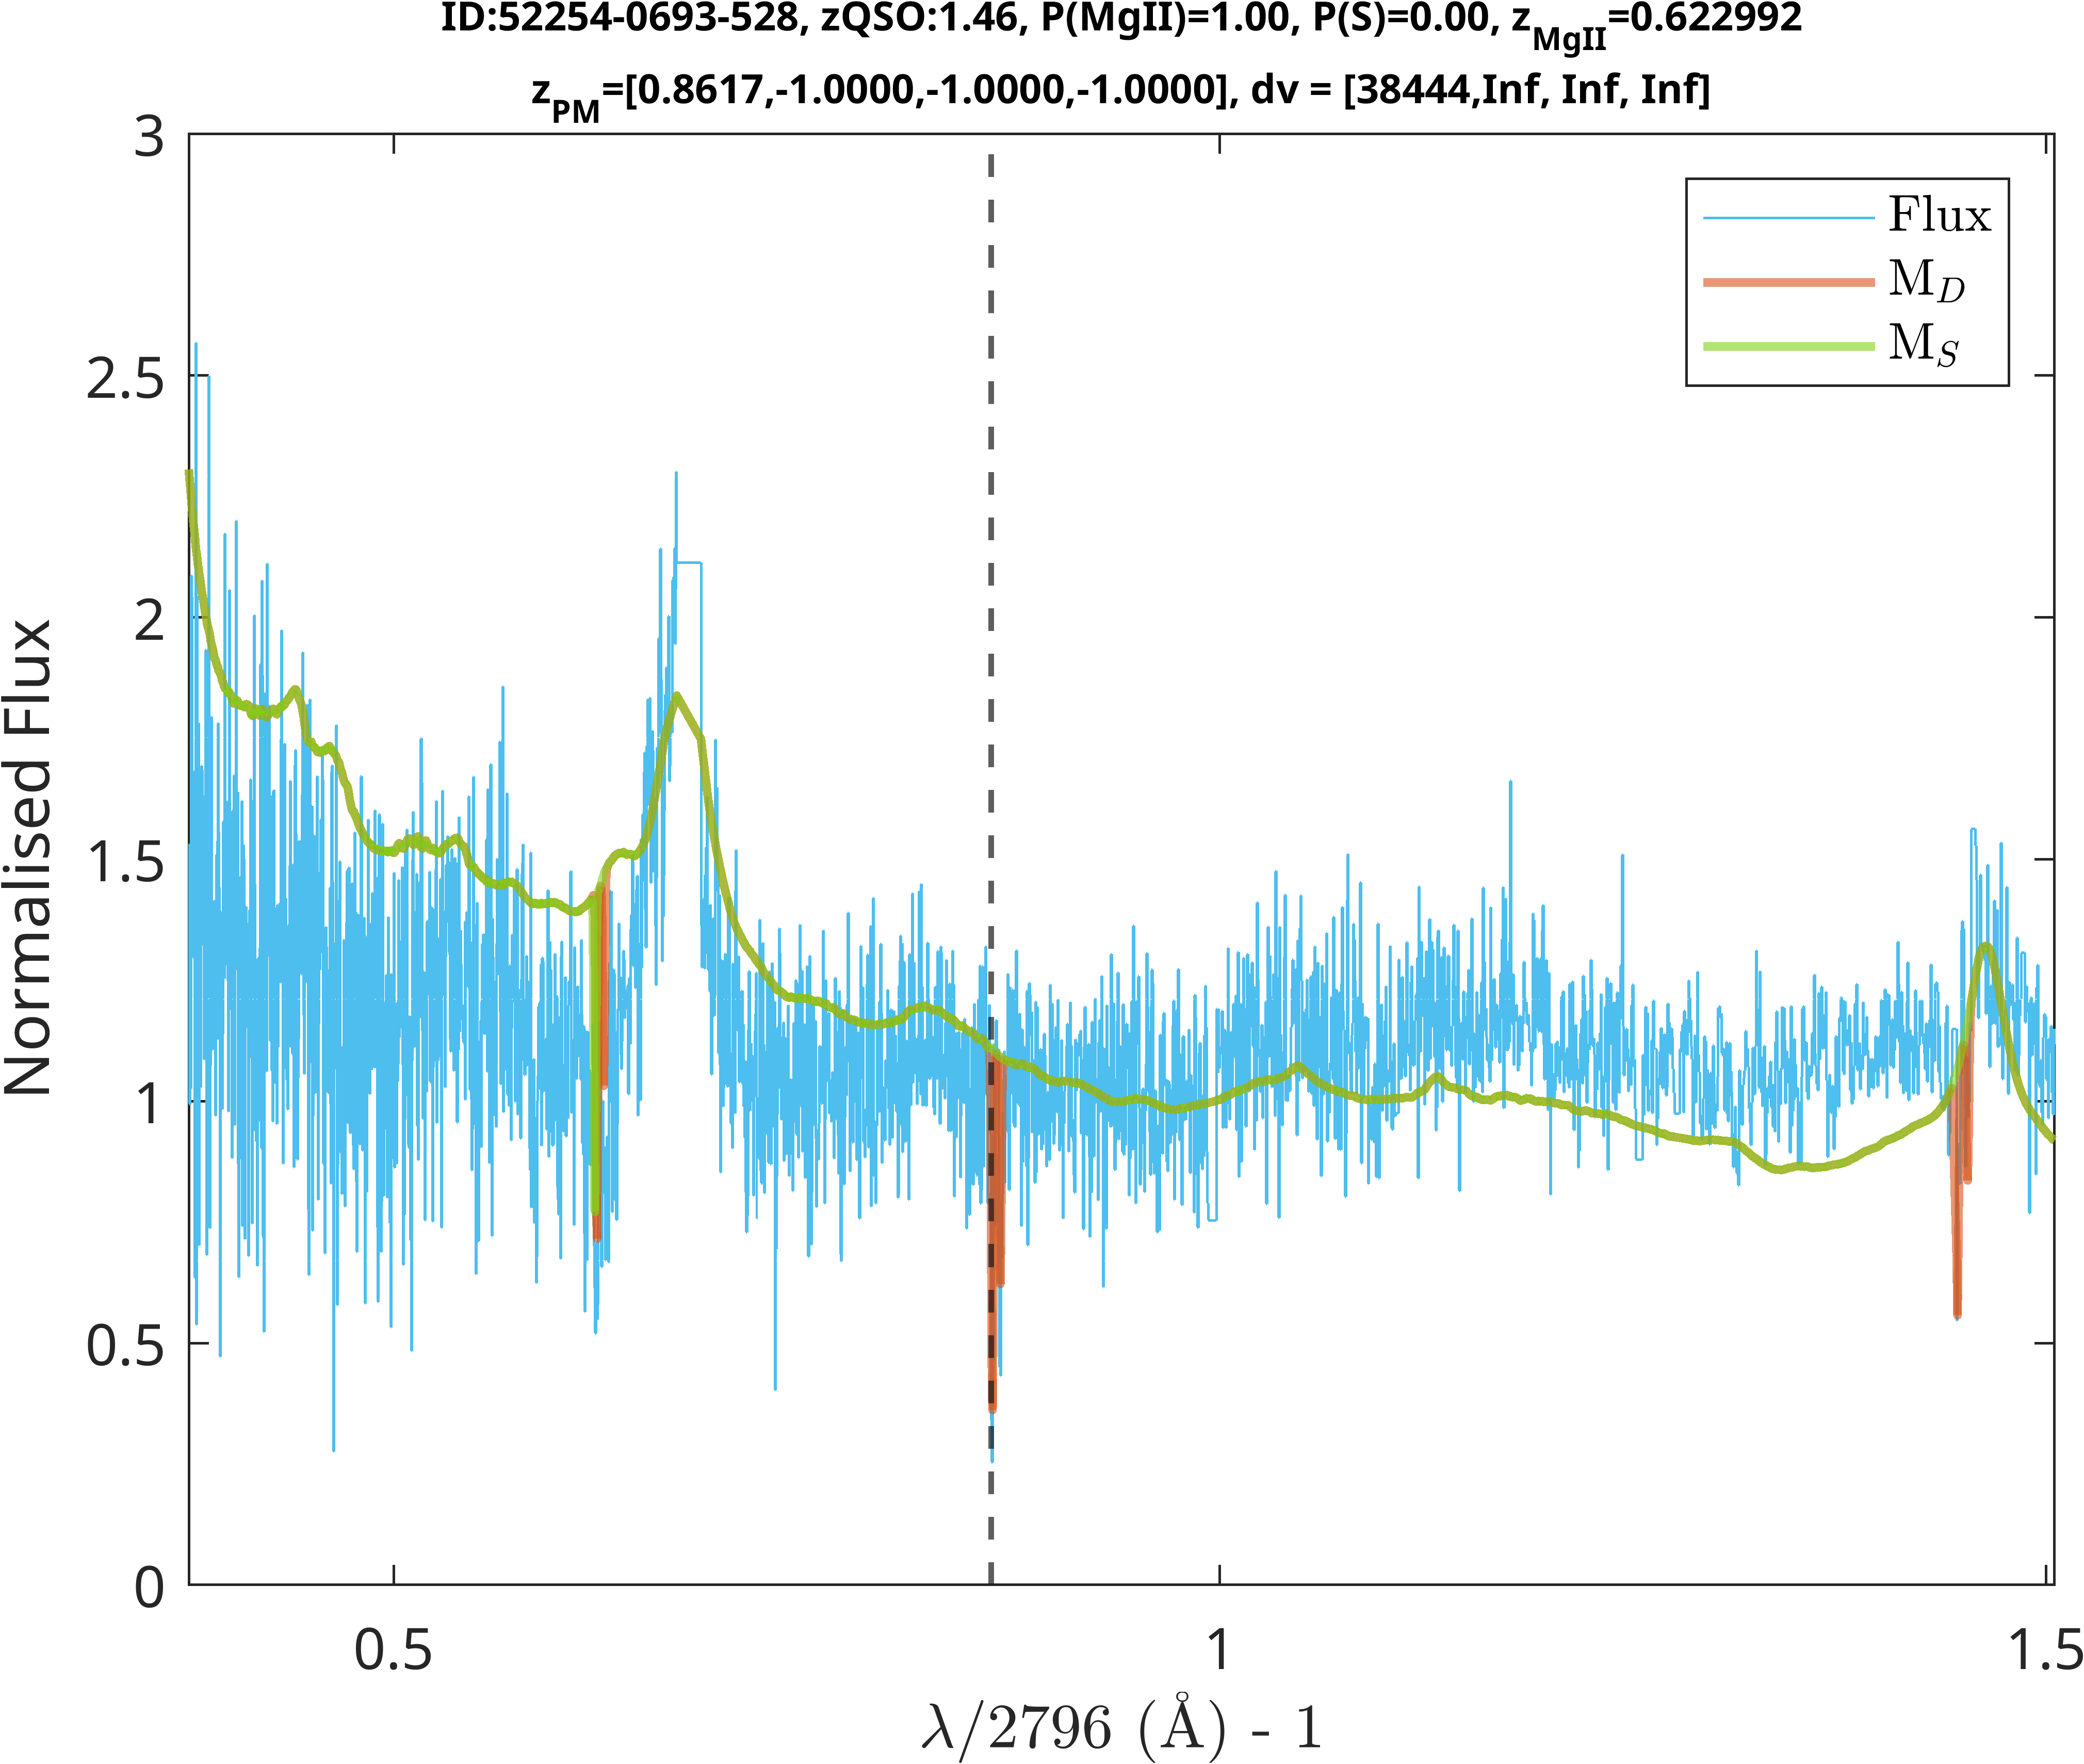 ID:52254-0693-528, zQSO:1.46, P(MgII)=1.00, P(S)=0.00, zMgII=0.622992
zPM=[0.8617,-1.0000,-1.0000,-1.0000], dv = [38444,Inf, Inf, Inf]
3
2.5
2
1.5
1
0.5
0
Normalised Flux
Flux
MD
MS
0.5
1
1.5
λ/2796 (Å) - 1